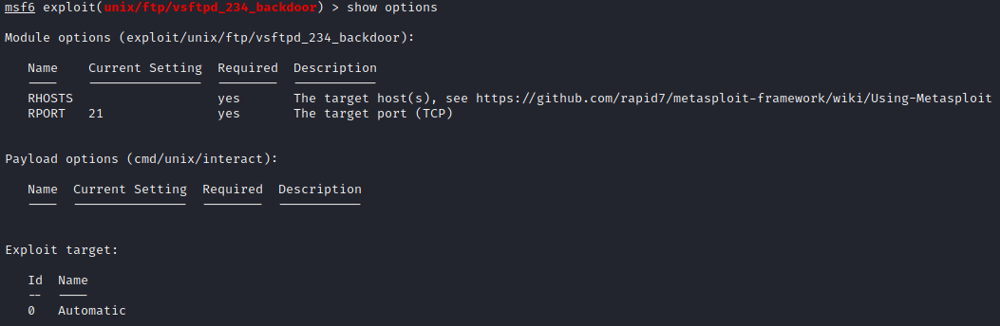 msf6 exploit(unix/ftp/vsftpd_234_backdoor) > show options
Module options (exploit/unix/ftp/vsftpd_234_backdoor):
Name     Current Setting  Required  Description
----     ---------------  --------  -----------
RHOSTS                    yes       The target host(s), see https://github.com/rapid7/metasploit-framework/wiki/Using-Metasploit
RPORT    21               yes       The target port (TCP)
Payload options (cmd/unix/interact):
Name  Current Setting  Required  Description
----  ---------------  --------  -----------
Exploit target:
Id  Name
--  ----
0   Automatic